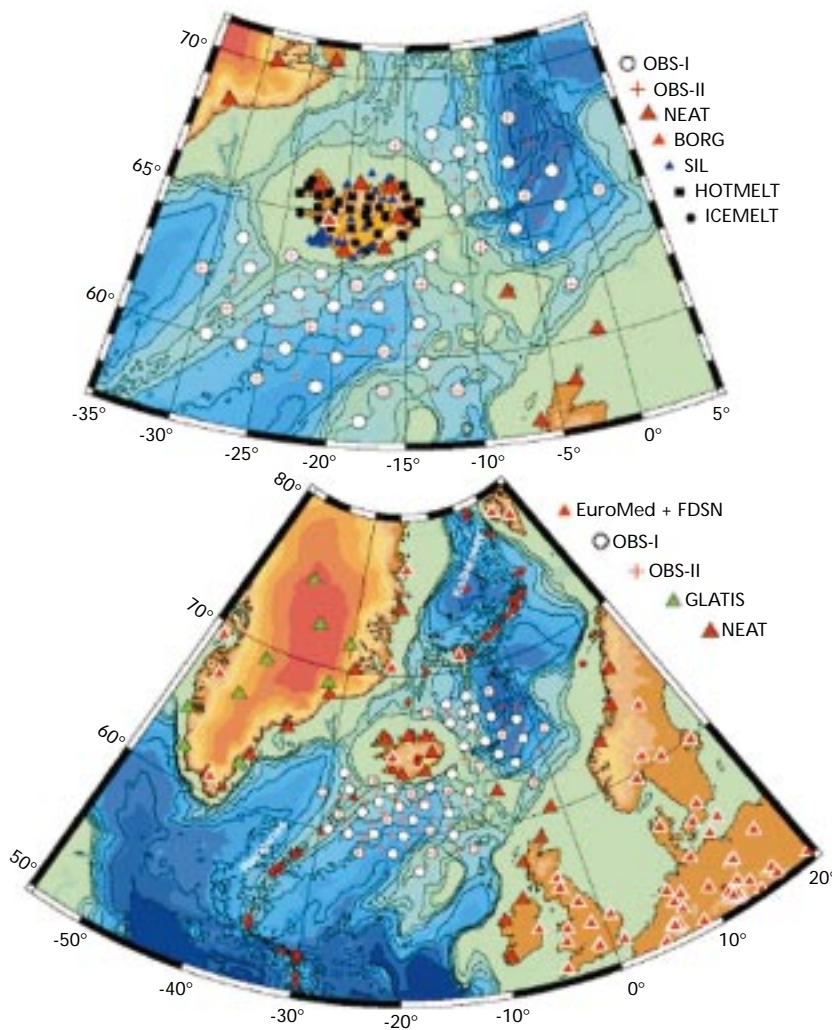 70°
OBS-I
OBS-II
NEAT
BORG
65°
SIL
HOTMELT
ICEMELT
60°
-35°
5°
-30°
0°
-25°
-5°
-20°
-15°
-10°
80°
EuroMed + FDSN
OBS-I
OBS-II
70°
GLATIS
NEAT
60°
50°
20°
-50°
10°
-40°
0°
-30°
-20°
-10°